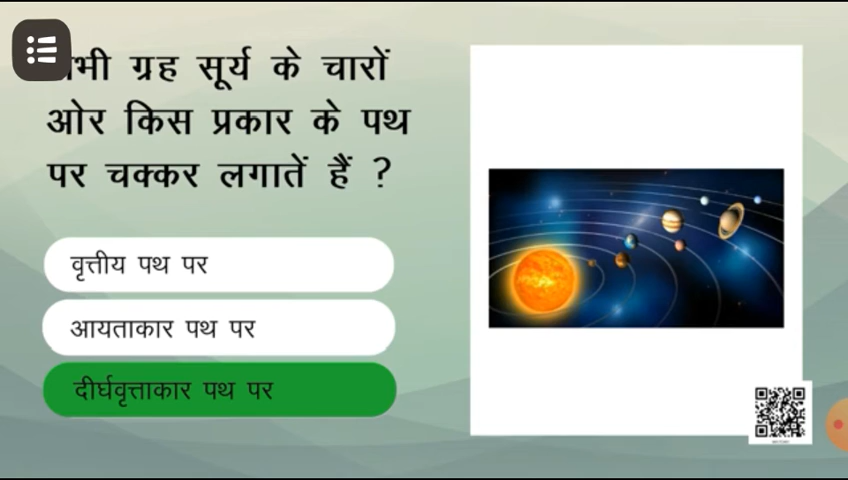 ग्रह सूर्य के चारों
ओर किस प्रकार के पथ
पर चक्कर लगातें हैं ?
वृत्तीय पथ पर
आयताकार पथ पर
दीर्घवृत्ताकार पथ पर